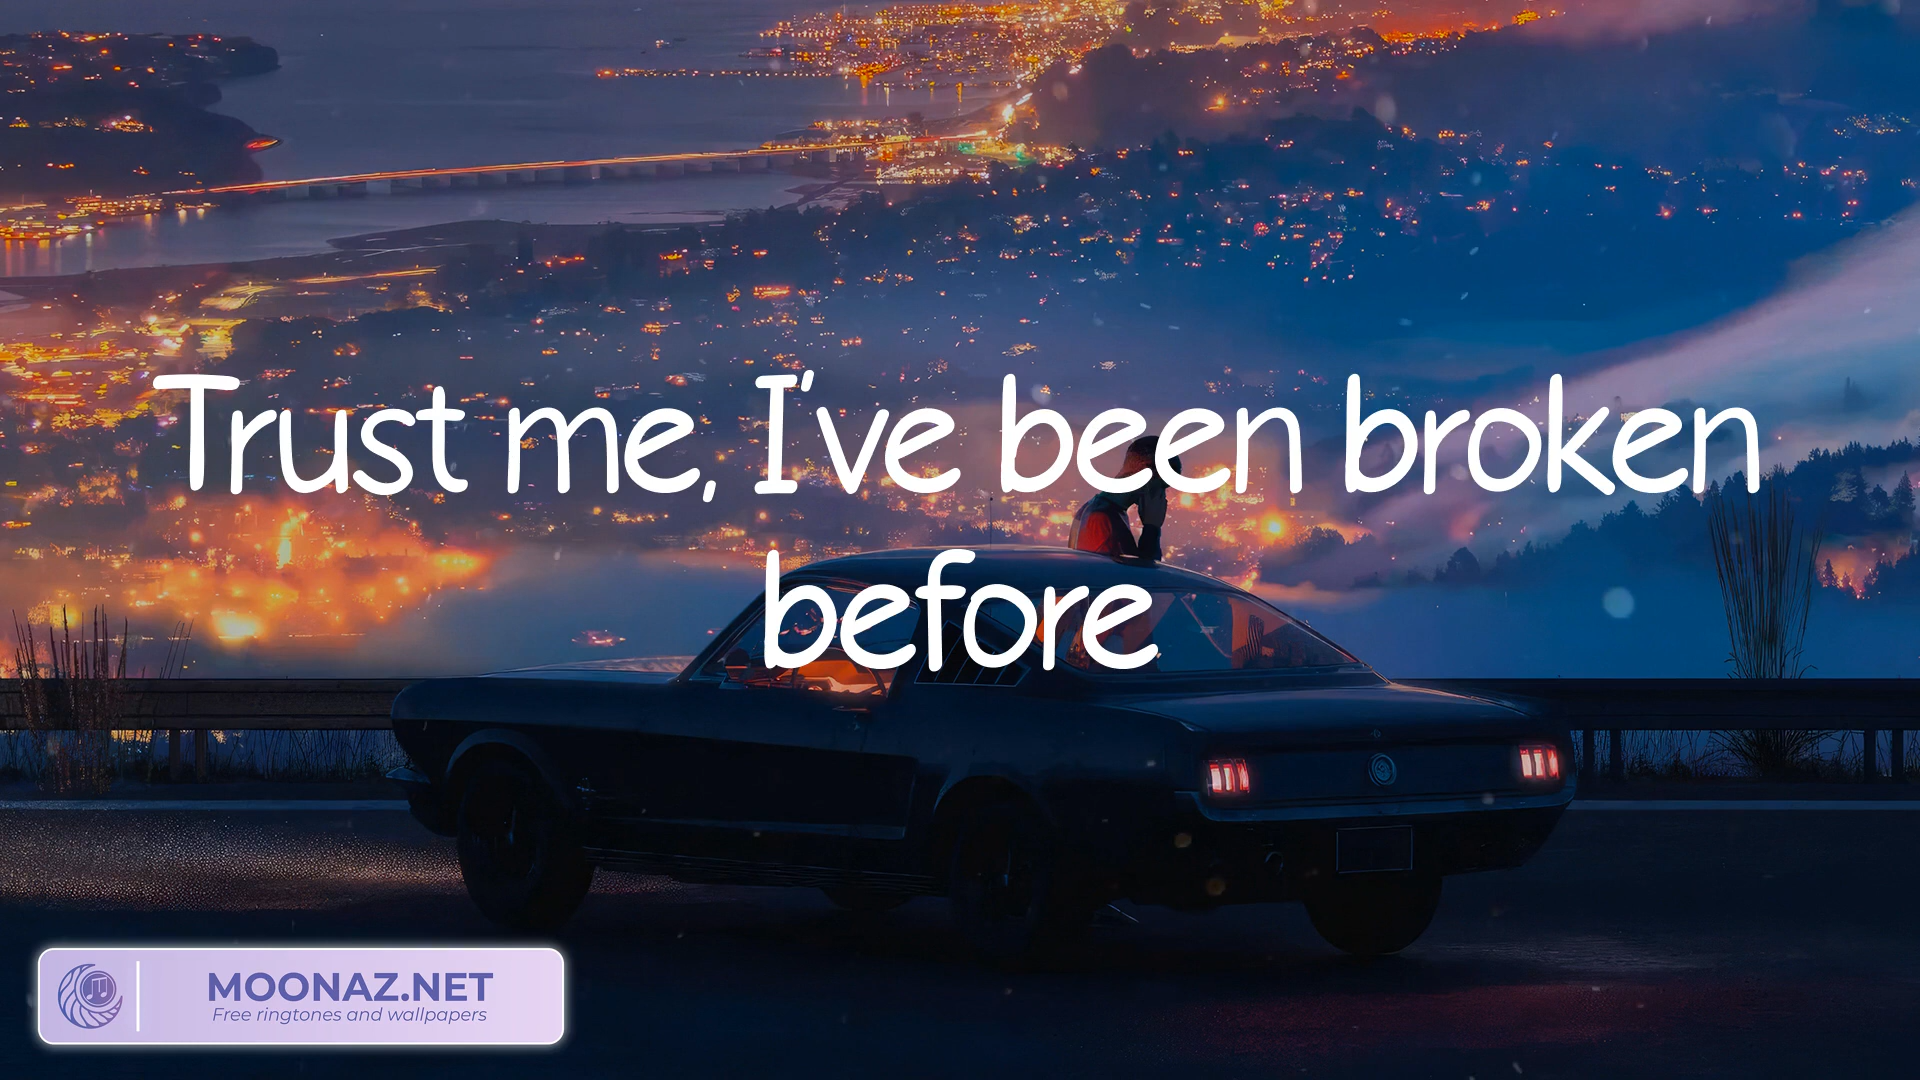 Trust me, I've been broken
before
MOONAZ.NET
Free ringtones and wallpapers